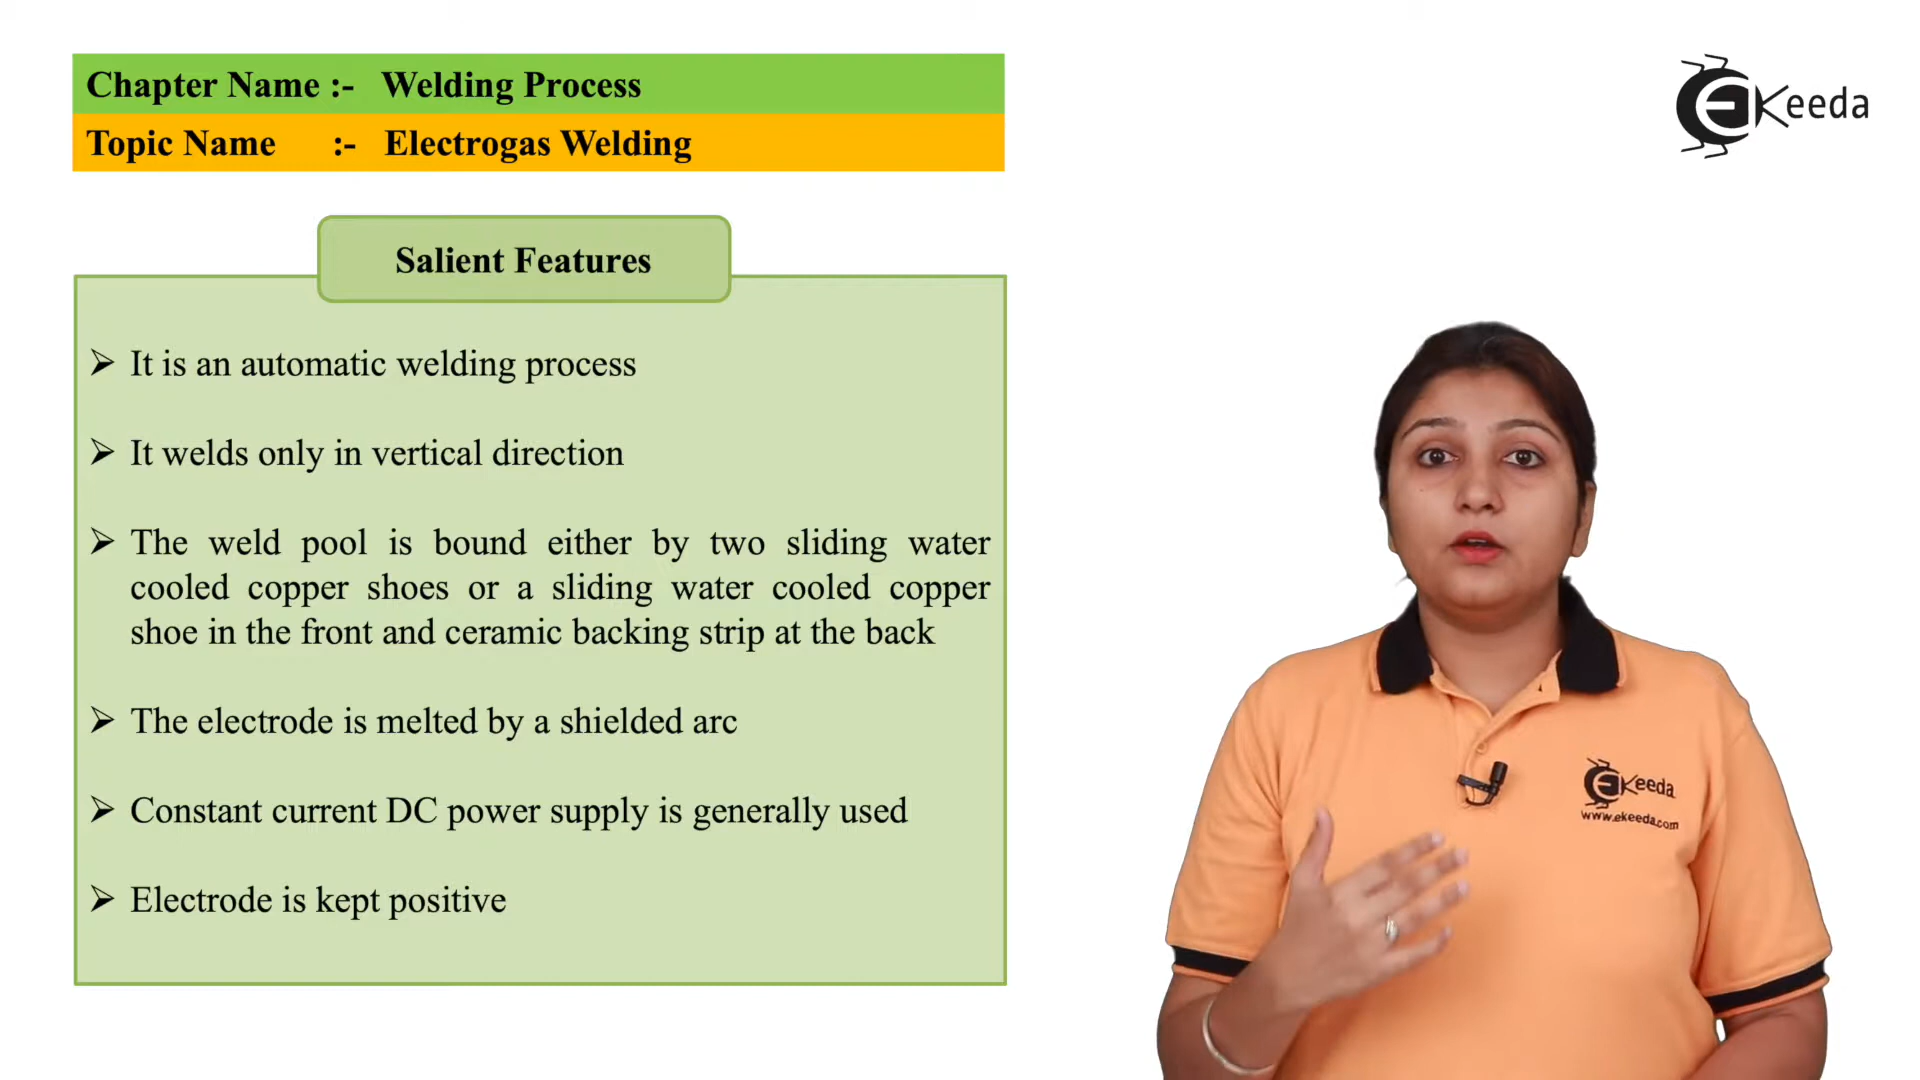 Chapter Name :- Welding Process
Topic Name :- Electrogas Welding
Keeda
Salient Features
It is an automatic welding process
It welds only in vertical direction
The weld pool is bound either by two sliding water
cooled copper shoes or a sliding water cooled copper
shoe in the front and ceramic backing strip at the back
The electrode is melted by a shielded arc
Constant current DC power supply is generally used
Electrode is kept positive
Keeda
www.ekeeda.com